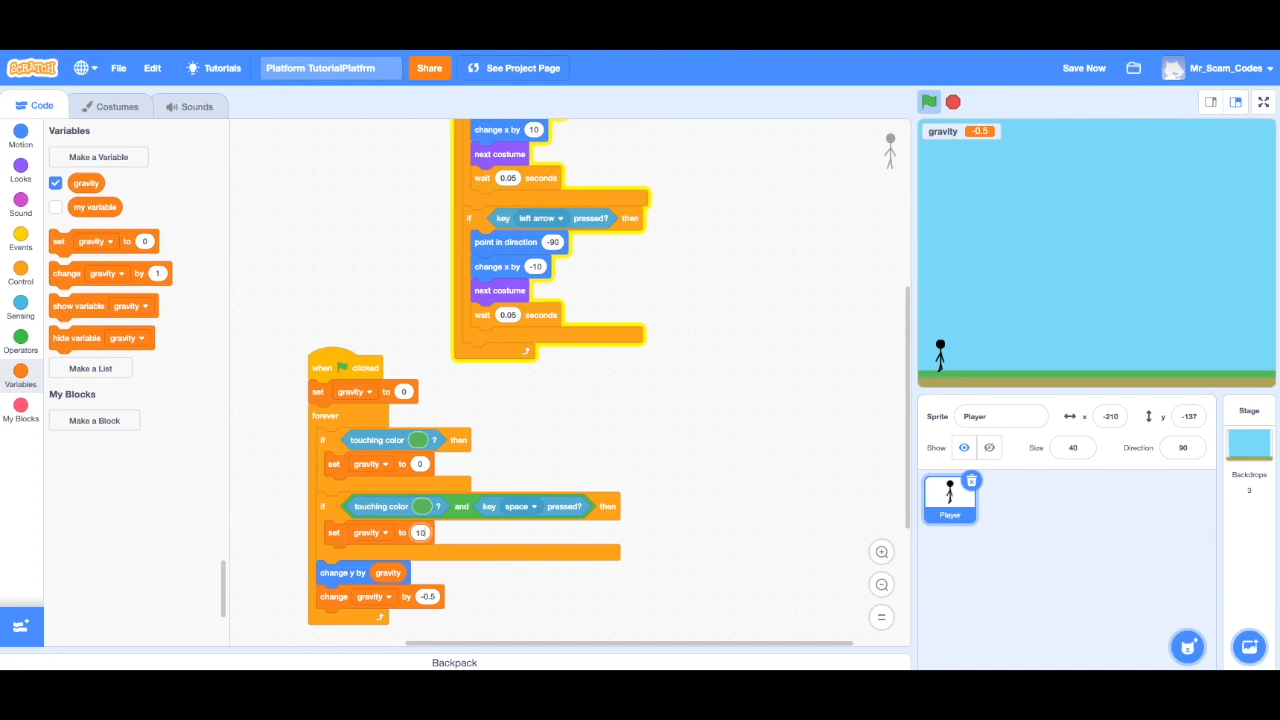 SCRATCH File Edit Tutorials Platform TutorialPlatfrm Share See Project Page Save Now Mr_Scam_Codes
Code Costumes Sounds
Motion
Looks
Sound
Events
Control
Sensing
Operators
Variables
My Blocks
Variables
Make a Variable
gravity
my variable
set gravity to 0
change gravity by 1
show variable gravity
hide variable gravity
Make a List
My Blocks
Make a Block
change x by 10
next costume
wait 0.05 seconds
if key left arrow pressed? then
point in direction -90
change x by -10
next costume
wait 0.05 seconds
when clicked
set gravity to 0
forever
if touching color ? then
set gravity to 0
if touching color ? and key space pressed? then
set gravity to 10
change y by gravity
change gravity by -0.5
Backpack
gravity -0.5
Sprite Player x -210 y -137
Show Size 40 Direction 90
Player
Stage
Backdrops
3